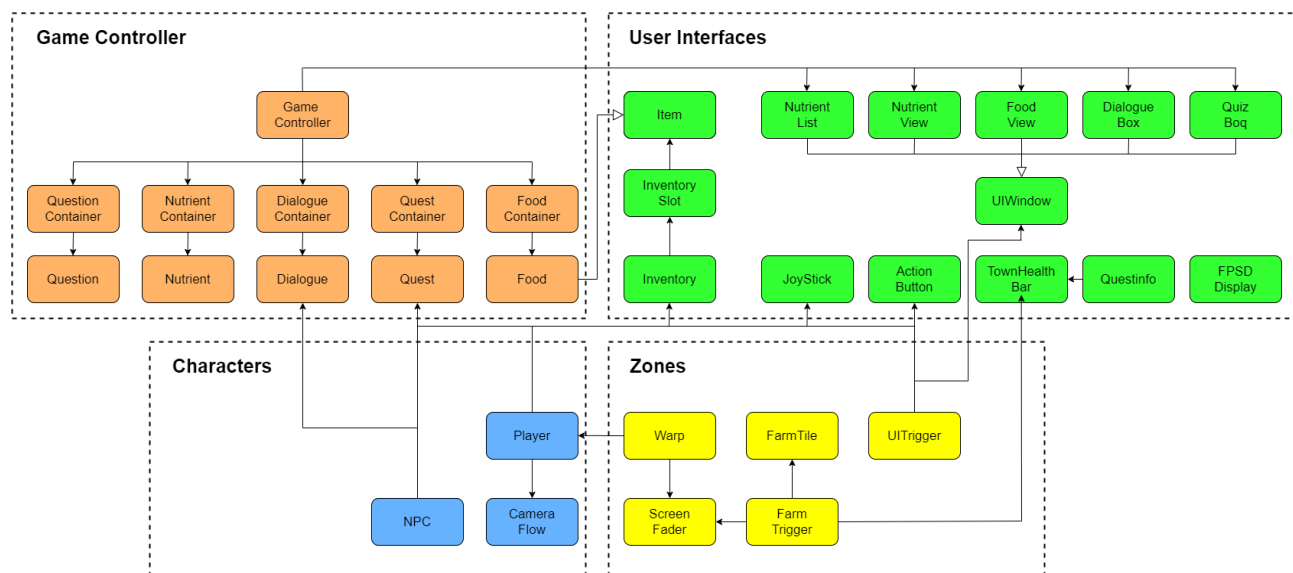 Game Controller
User Interfaces
Game
Controller
Item
Nutrient
List
Nutrient
View
Food
View
Dialogue
Box
Quiz
Boq
Question
Container
Nutrient
Container
Dialogue
Container
Quest
Container
Food
Container
Inventory
Slot
UIWindow
Question
Nutrient
Dialogue
Quest
Food
Inventory
JoyStick
Action
Button
TownHealth
Bar
Questinfo
FPSD
Display
Characters
Zones
Player
Warp
FarmTile
UITrigger
NPC
Camera
Flow
Screen
Fader
Farm
Trigger